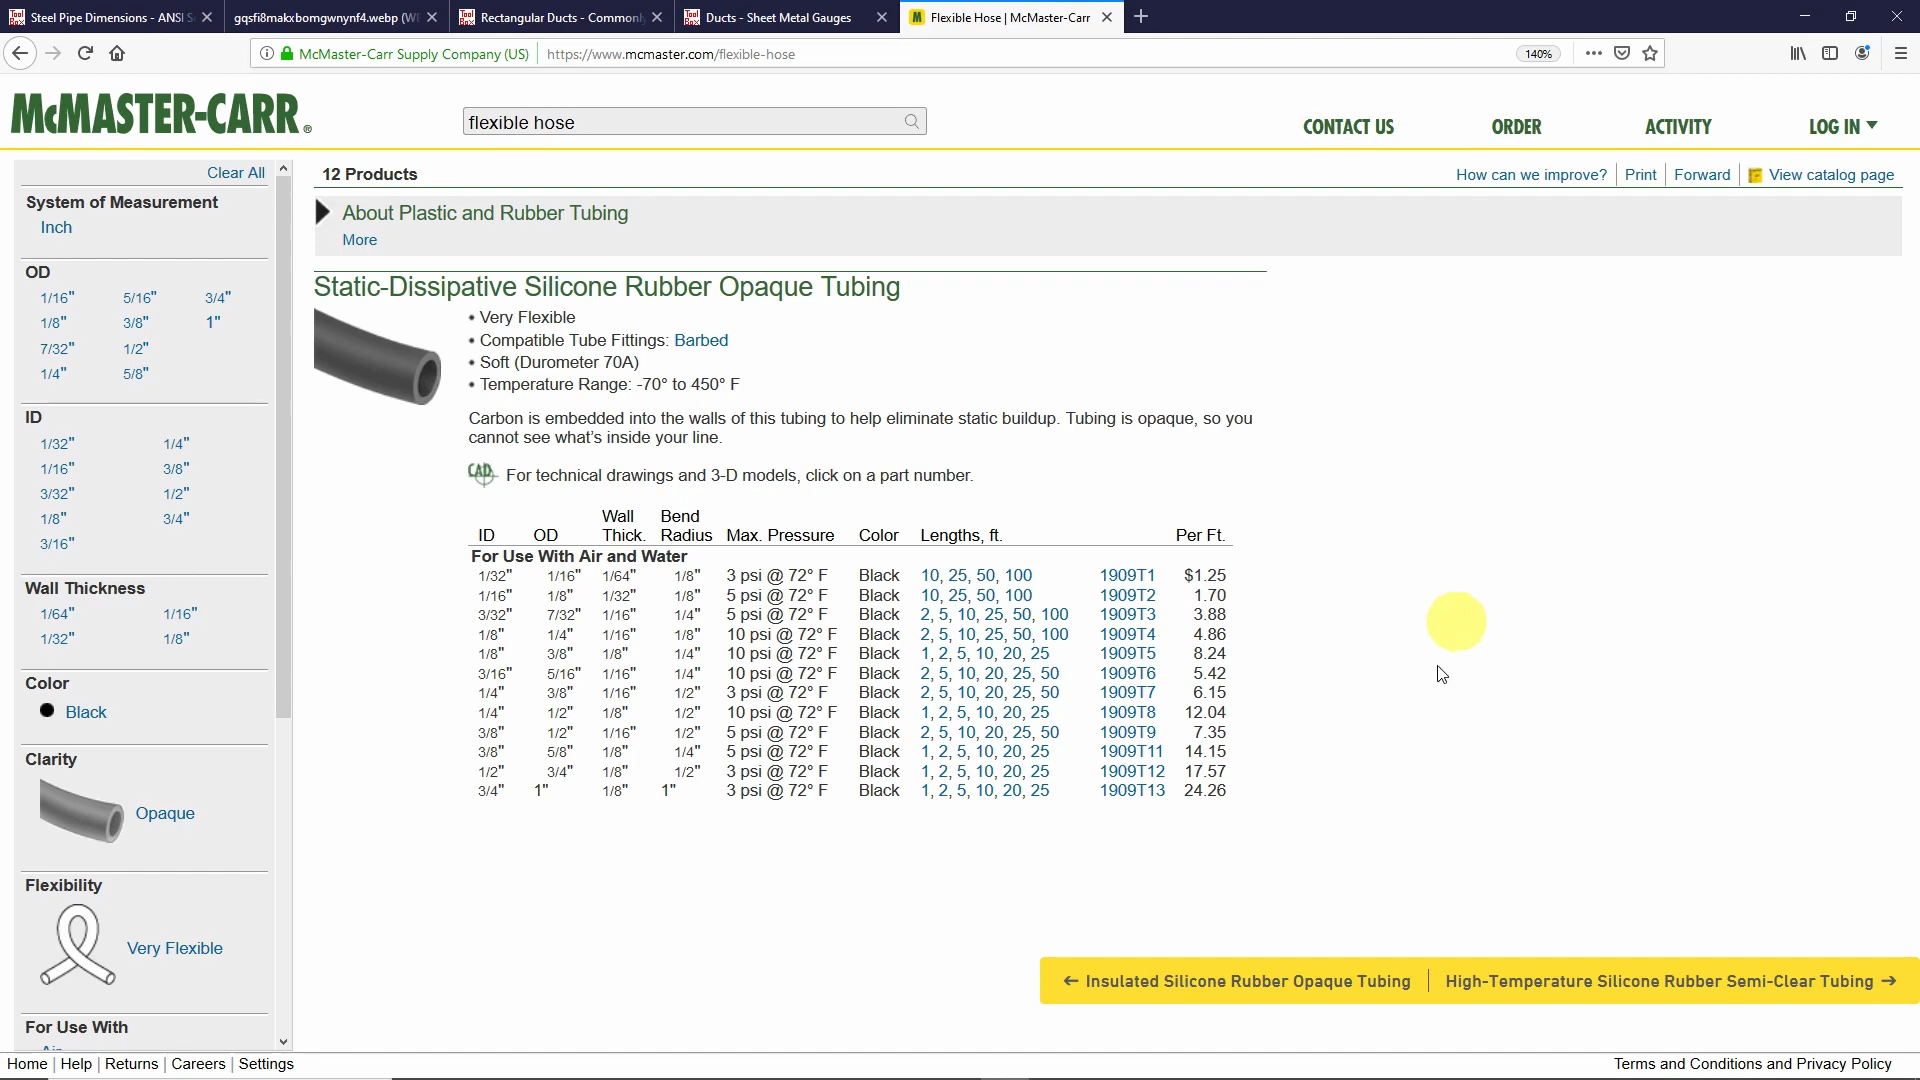 Steel Pipe Dimensions - ANSI S
gqsfi8makxbomgwnynf4.webp (W
Rectangular Ducts - Commonly
Ducts - Sheet Metal Gauges
Flexible Hose | McMaster-Carr
McMaster-Carr Supply Company (US)
https://www.mcmaster.com/flexible-hose
140%
McMASTER-CARR®
flexible hose
CONTACT US
ORDER
ACTIVITY
LOG IN
Clear All
System of Measurement
Inch
OD
1/16" 5/16" 3/4"
1/8" 3/8" 1"
7/32" 1/2"
1/4" 5/8"
ID
1/32" 1/4"
1/16" 3/8"
3/32" 1/2"
1/8" 3/4"
3/16"
Wall Thickness
1/64" 1/16"
1/32" 1/8"
Color
Black
Clarity
Opaque
Flexibility
Very Flexible
For Use With
Air
12 Products
How can we improve? Print Forward View catalog page
About Plastic and Rubber Tubing
More
Static-Dissipative Silicone Rubber Opaque Tubing
• Very Flexible
• Compatible Tube Fittings: Barbed
• Soft (Durometer 70A)
• Temperature Range: -70° to 450° F
Carbon is embedded into the walls of this tubing to help eliminate static buildup. Tubing is opaque, so you
cannot see what's inside your line.
CAD For technical drawings and 3-D models, click on a part number.
Wall Bend
ID OD Thick. Radius Max. Pressure Color Lengths, ft. Per Ft.
For Use With Air and Water
1/32" 1/16" 1/64" 1/8" 3 psi @ 72° F Black 10, 25, 50, 100 1909T1 $1.25
1/16" 1/8" 1/32" 1/8" 5 psi @ 72° F Black 10, 25, 50, 100 1909T2 1.70
3/32" 7/32" 1/16" 1/4" 5 psi @ 72° F Black 2, 5, 10, 25, 50, 100 1909T3 3.88
1/8" 1/4" 1/16" 1/8" 10 psi @ 72° F Black 2, 5, 10, 25, 50, 100 1909T4 4.86
1/8" 3/8" 1/8" 1/4" 10 psi @ 72° F Black 1, 2, 5, 10, 20, 25 1909T5 8.24
3/16" 5/16" 1/16" 1/4" 10 psi @ 72° F Black 2, 5, 10, 20, 25, 50 1909T6 5.42
1/4" 3/8" 1/16" 1/2" 3 psi @ 72° F Black 2, 5, 10, 20, 25, 50 1909T7 6.15
1/4" 1/2" 1/8" 1/2" 10 psi @ 72° F Black 1, 2, 5, 10, 20, 25 1909T8 12.04
3/8" 1/2" 1/16" 1/2" 5 psi @ 72° F Black 2, 5, 10, 20, 25, 50 1909T9 7.35
3/8" 5/8" 1/8" 1/4" 5 psi @ 72° F Black 1, 2, 5, 10, 20, 25 1909T11 14.15
1/2" 3/4" 1/8" 1/2" 3 psi @ 72° F Black 1, 2, 5, 10, 20, 25 1909T12 17.57
3/4" 1" 1/8" 1" 3 psi @ 72° F Black 1, 2, 5, 10, 20, 25 1909T13 24.26
← Insulated Silicone Rubber Opaque Tubing | High-Temperature Silicone Rubber Semi-Clear Tubing →
Home | Help | Returns | Careers | Settings
Terms and Conditions and Privacy Policy